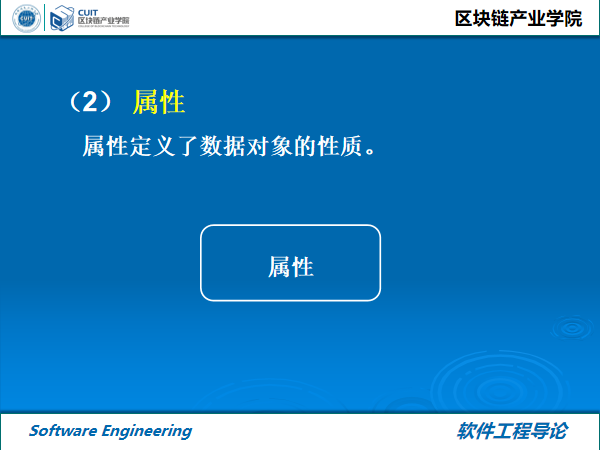 CUIT
区块链产业学院
区块链产业学院
（2） 属性
属性定义了数据对象的性质。
属性
Software Engineering
软件工程导论